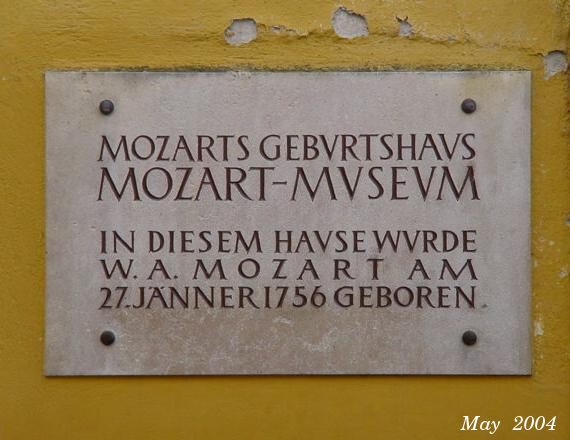 MOZARTS GEBVRTSHAVS
MOZART-MVSEVM
IN DIESEM HAVSE WVRDE
W. A. MOZART AM
27. JÄNNER 1756 GEBOREN.
May 2004